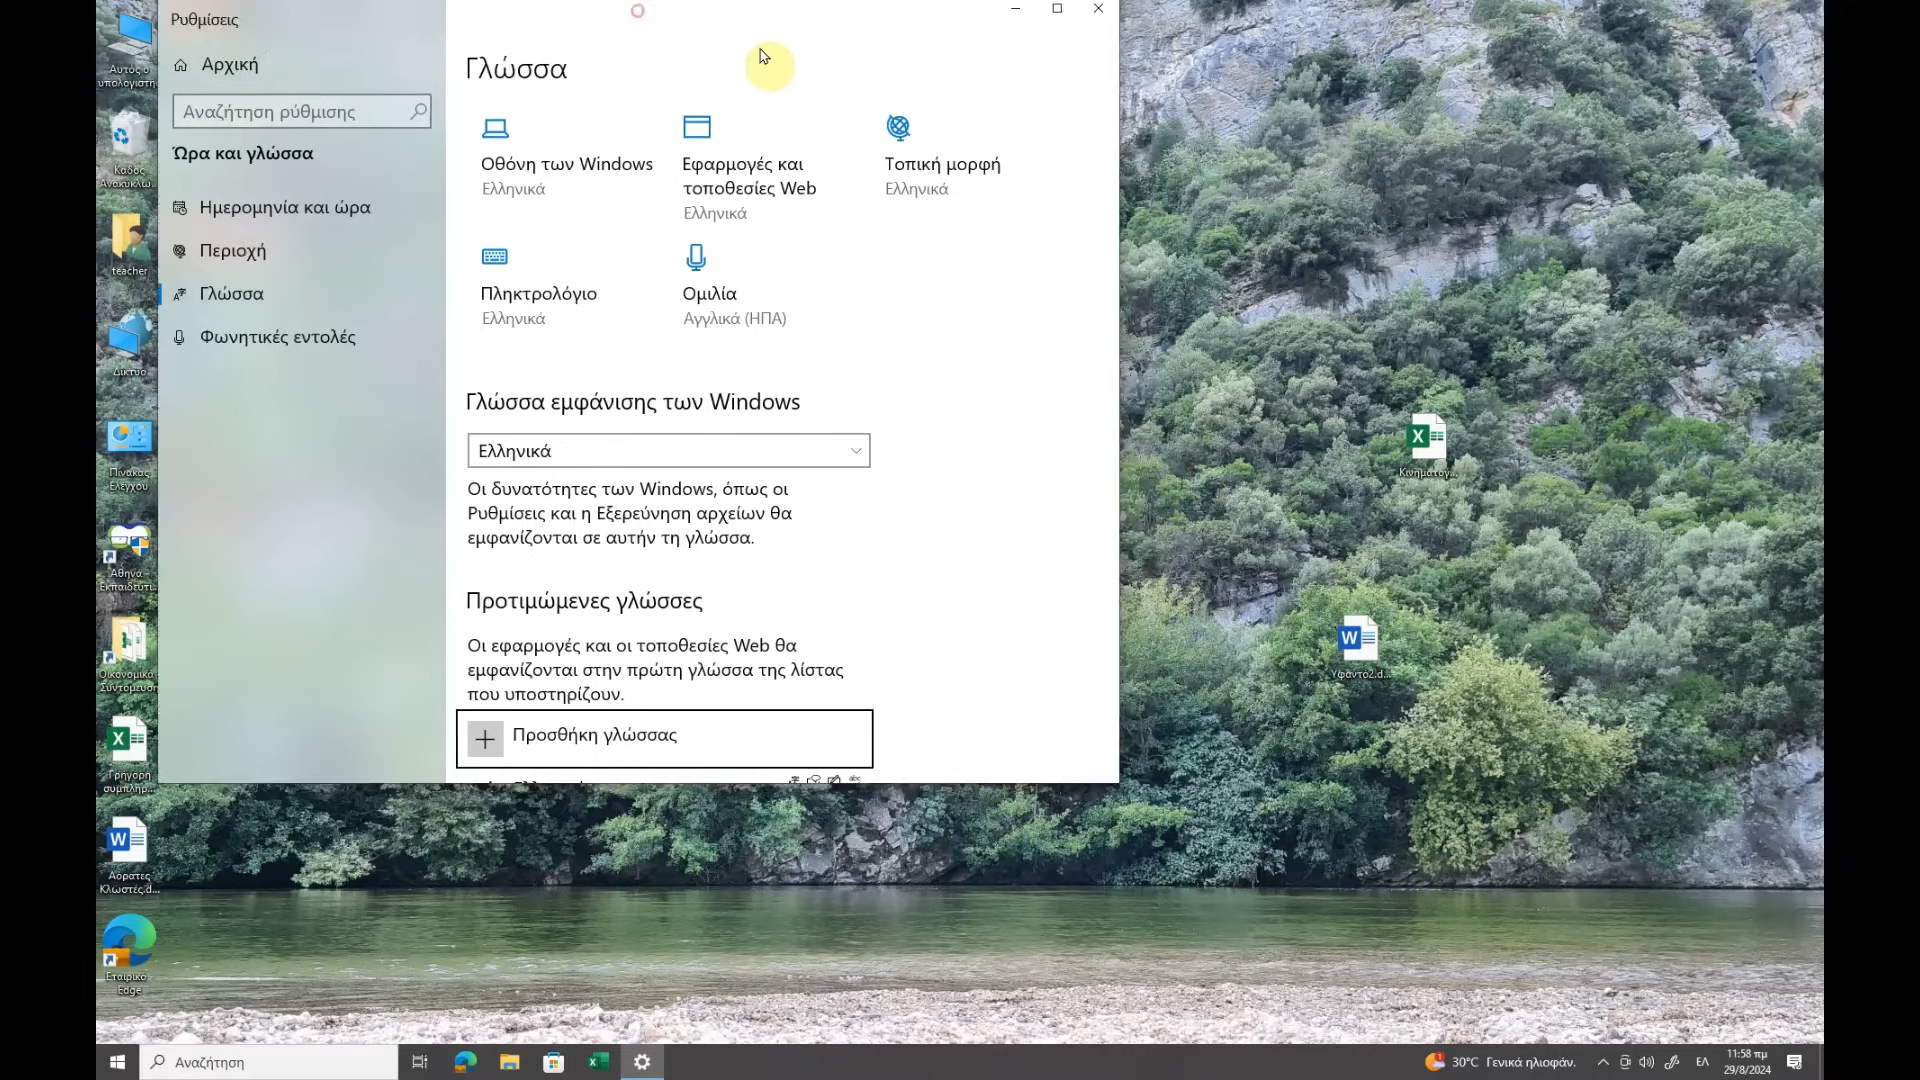 Ρυθμίσεις
Αρχική
Αναζήτηση ρύθμισης
Ώρα και γλώσσα
Ημερομηνία και ώρα
Περιοχή
Γλώσσα
Φωνητικές εντολές
Γλώσσα
Οθόνη των Windows
Ελληνικά
Εφαρμογές και
τοποθεσίες Web
Ελληνικά
Τοπική μορφή
Ελληνικά
Πληκτρολόγιο
Ελληνικά
Ομιλία
Αγγλικά (ΗΠΑ)
Γλώσσα εμφάνισης των Windows
Ελληνικά
Οι δυνατότητες των Windows, όπως οι
Ρυθμίσεις και η Εξερεύνηση αρχείων θα
εμφανίζονται σε αυτήν τη γλώσσα.
Προτιμώμενες γλώσσες
Οι εφαρμογές και οι τοποθεσίες Web θα
εμφανίζονται στην πρώτη γλώσσα της λίστας
που υποστηρίζουν.
Προσθήκη γλώσσας
Αυτός ο
υπολογιστής
Κάδος
Ανακύκλω...
teacher
Δίκτυο
Πίνακας
Ελέγχου
Αθηνά -
Εκπαιδευτι...
Οικονομικά -
Συντόμευση
Γρήγορη
συμπλήρ...
Αόρατες
Κλωστές.d...
Εταιρικό -
Edge
Κινηματογ...
Υφαντό2.d...
Αναζήτηση
30°C Γενικά ηλιοφάν.
ΕΛ
11:58 πμ
29/8/2024